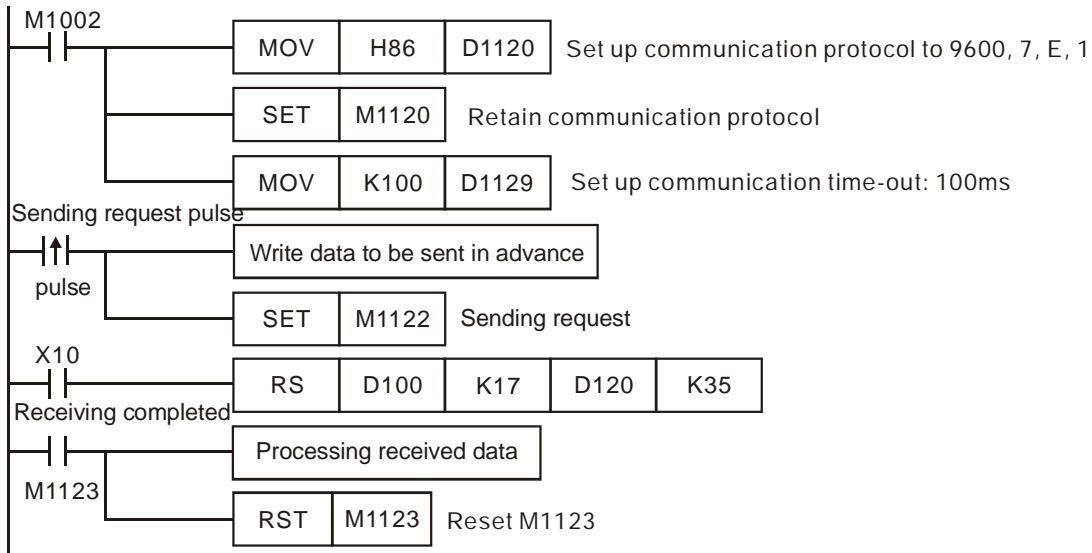 M1002
MOV H86 D1120 Set up communication protocol to 9600, 7, E, 1
SET M1120 Retain communication protocol
MOV K100 D1129 Set up communication time-out: 100ms
Sending request pulse
Write data to be sent in advance
pulse
SET M1122 Sending request
X10
RS D100 K17 D120 K35
Receiving completed
Processing received data
M1123
RST M1123 Reset M1123